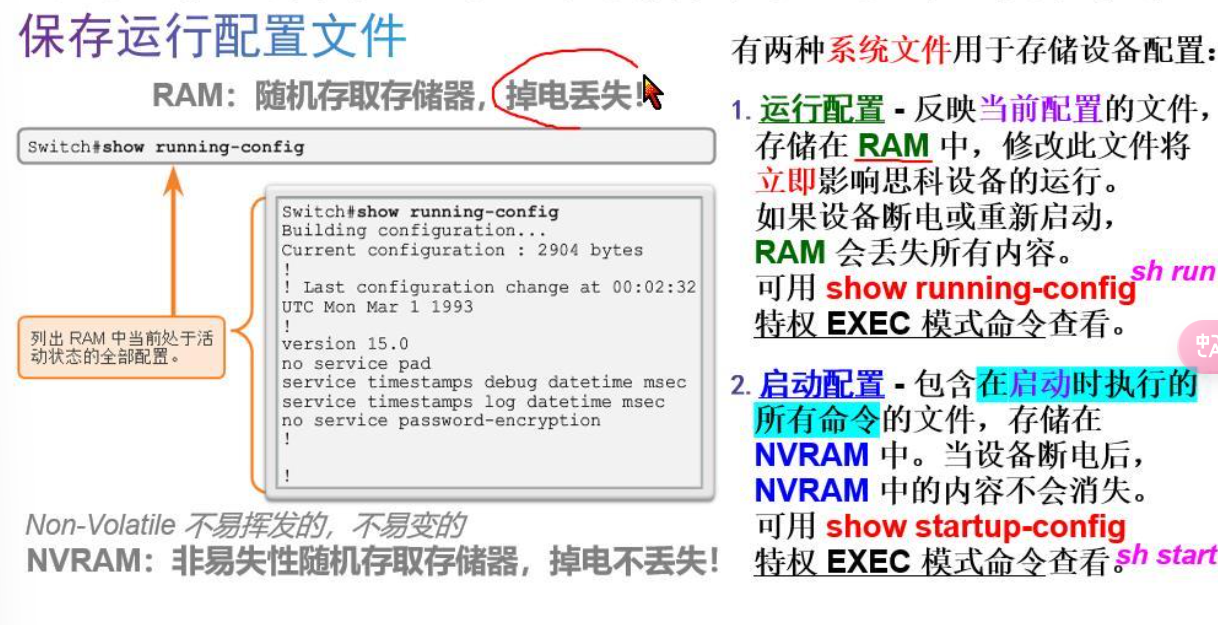 保存运行配置文件
RAM：随机存取存储器，掉电丢失！
Switch#show running-config
Switch#show running-config
Building configuration...
Current configuration : 2904 bytes
!
! Last configuration change at 00:02:32
UTC Mon Mar 1 1993
!
version 15.0
no service pad
service timestamps debug datetime msec
service timestamps log datetime msec
no service password-encryption
!
!
列出 RAM 中当前处于活
动状态的全部配置。
Non-Volatile 不易挥发的，不易变的
NVRAM：非易失性随机存取存储器，掉电不丢失！
有两种系统文件用于存储设备配置：
1. 运行配置 - 反映当前配置的文件，
存储在 RAM 中，修改此文件将
立即影响思科设备的运行。
如果设备断电或重新启动，
RAM 会丢失所有内容。
sh run
可用 show running-config
特权 EXEC 模式命令查看。
2. 启动配置 - 包含在启动时执行的
所有命令的文件，存储在
NVRAM 中。当设备断电后，
NVRAM 中的内容不会消失。
可用 show startup-config
特权 EXEC 模式命令查看。sh start